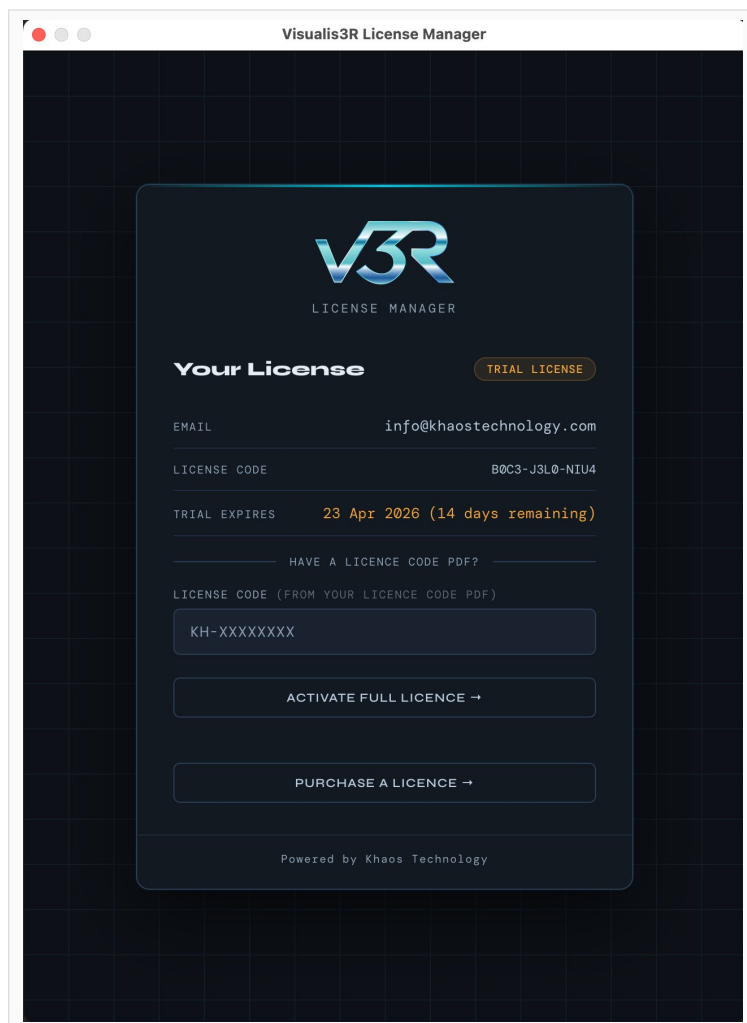 Visualis3R License Manager
V3R
LICENSE MANAGER
Your License
TRIAL LICENSE
EMAIL
info@khaostechnology.com
LICENSE CODE
B0C3-J3L0-NIU4
TRIAL EXPIRES
23 Apr 2026 (14 days remaining)
HAVE A LICENCE CODE PDF?
LICENSE CODE (FROM YOUR LICENCE CODE PDF)
KH-XXXXXXXX
ACTIVATE FULL LICENCE →
PURCHASE A LICENCE →
Powered by Khaos Technology